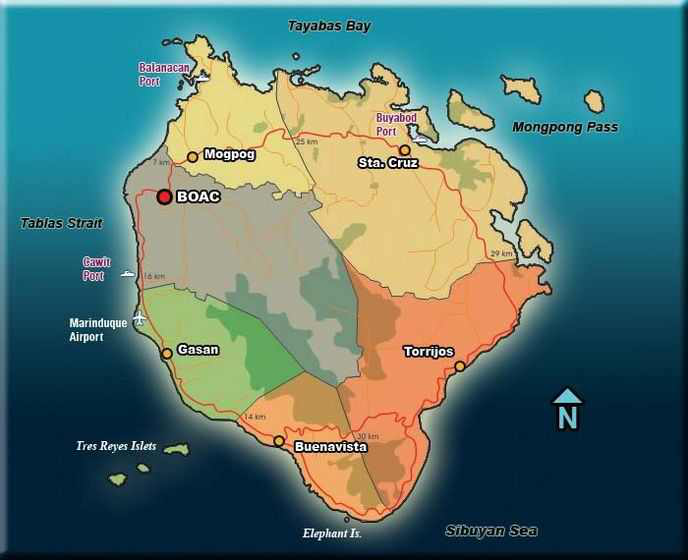 Tayabas Bay
Balanacan
Port
Buyabod
Port
Mongpong Pass
25 km
Mogpog
7 km
Sta. Cruz
BOAC
Tablas Strait
29 km
Cawit
Port
16 km
Marinduque
Airport
Gasan
Torrijos
14 km
N
30 km
Tres Reyes Islets
Buenavista
Elephant Is.
Sibuyan Sea